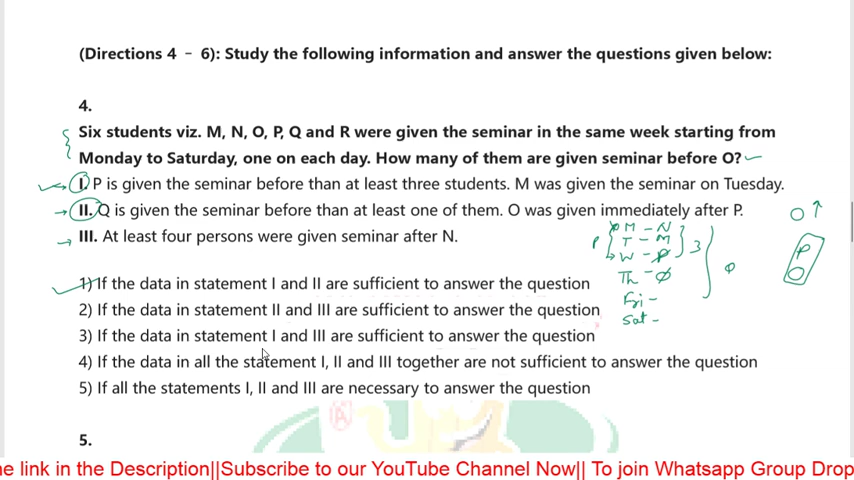 (Directions 4 - 6): Study the following information and answer the questions given below:
4.
Six students viz. M, N, O, P, Q and R were given the seminar in the same week starting from
Monday to Saturday, one on each day. How many of them are given seminar before O?
I. P is given the seminar before than at least three students. M was given the seminar on Tuesday.
II. Q is given the seminar before than at least one of them. O was given immediately after P.
III. At least four persons were given seminar after N.
O ↑
M - N
T - M
W - P
Th - O
Fri -
Sat -
P
3
P
O
1) If the data in statement I and II are sufficient to answer the question
2) If the data in statement II and III are sufficient to answer the question
3) If the data in statement I and III are sufficient to answer the question
4) If the data in all the statement I, II and III together are not sufficient to answer the question
5) If all the statements I, II and III are necessary to answer the question
5.
he link in the Description||Subscribe to our YouTube Channel Now|| To join Whatsapp Group Drop